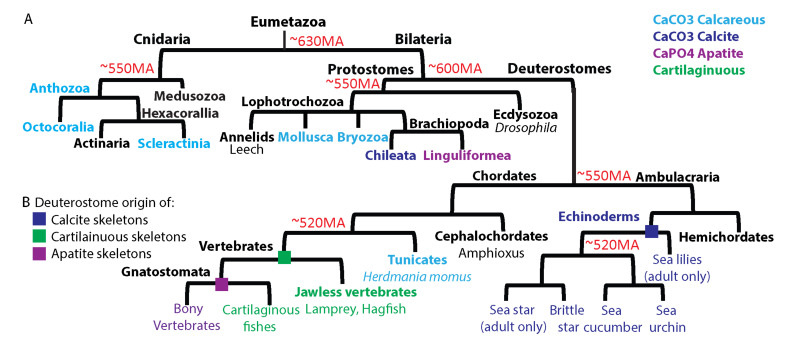 A
Eumetazoa
CaCO3 Calcareous
CaCO3 Calcite
CaPO4 Apatite
Cartilaginuous
Cnidaria
~630MA
Bilateria
~550MA
Protostomes
~600MA
Deuterostomes
~550MA
Anthozoa
Medusozoa
Hexacorallia
Lophotrochozoa
Ecdysozoa
Drosophila
Octocoralia
Actinaria
Scleractinia
Annelids
Leech
Mollusca
Bryozoa
Brachiopoda
Chileata
Linguliformea
Chordates
~550MA
Ambulacraria
B Deuterostome origin of:
Calcite skeletons
Cartilainuous skeletons
Apatite skeletons
~520MA
Vertebrates
Cephalochordates
Amphioxus
Echinoderms
~520MA
Hemichordates
Tunicates
Herdmania momus
Sea lilies
(adult only)
Gnatostomata
Jawless vertebrates
Lamprey, Hagfish
Bony
Vertebrates
Cartilaginous
fishes
Sea star
(adult only)
Brittle
star
Sea
cucumber
Sea
urchin